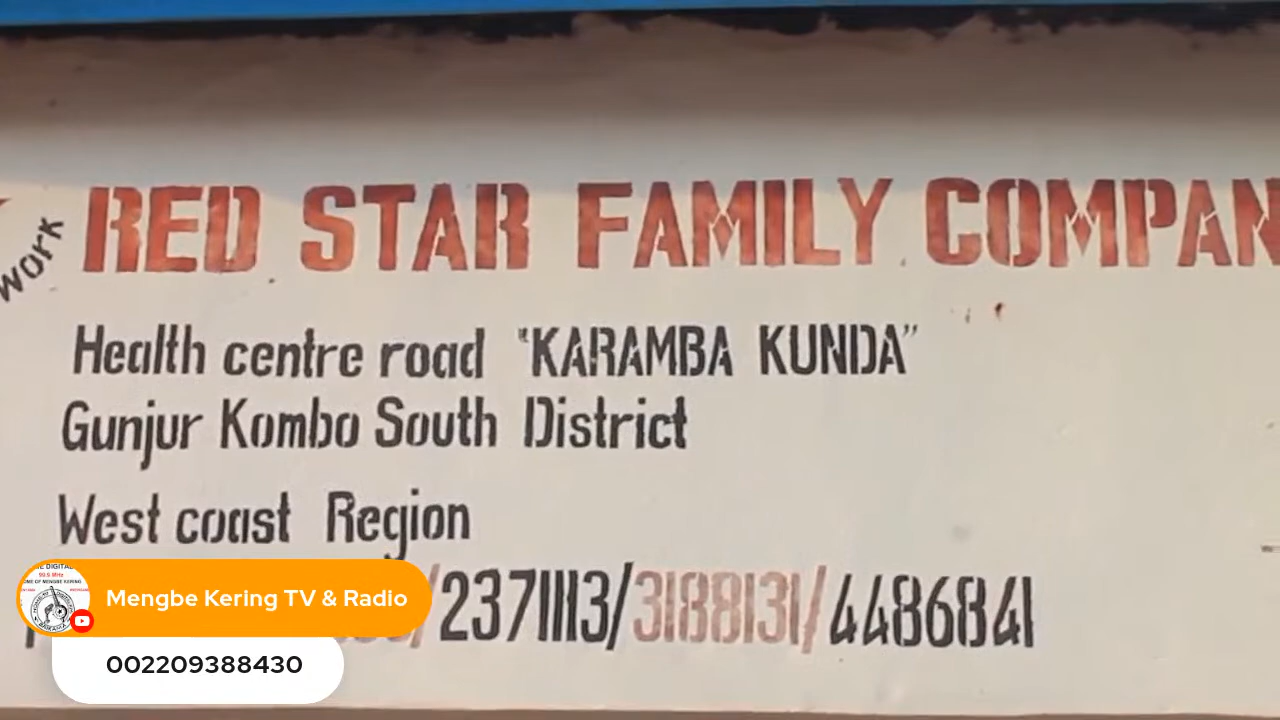 work
RED STAR FAMILY COMPAN
Health centre road "KARAMBA KUNDA"
Gunjur Kombo South District
West coast Region
/2371113/3188131/4486841
Mengbe Kering TV & Radio
002209388430